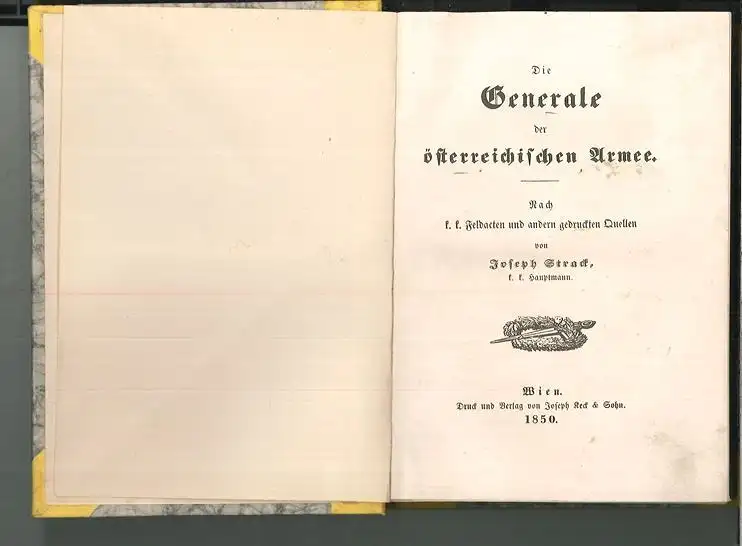 Die
Generale
der
österreichischen Armee.
Nach
k. k. Feldacten und andern gedruckten Quellen
von
Joseph Strack,
k. k. Hauptmann.
Wien.
Druck und Verlag von Joseph Keck & Sohn.
1850.